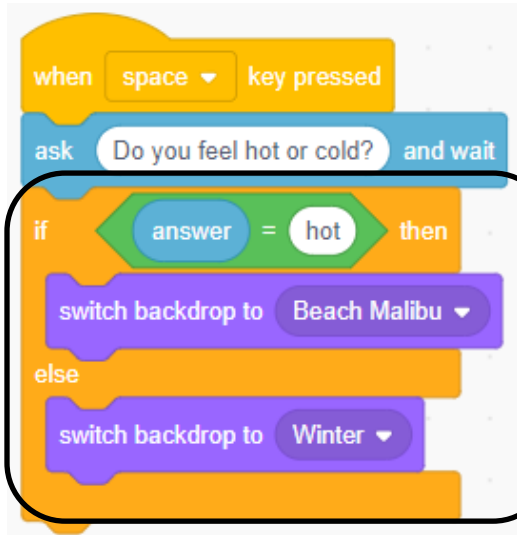 when space key pressed
ask Do you feel hot or cold? and wait
if answer = hot then
switch backdrop to Beach Malibu
else
switch backdrop to Winter